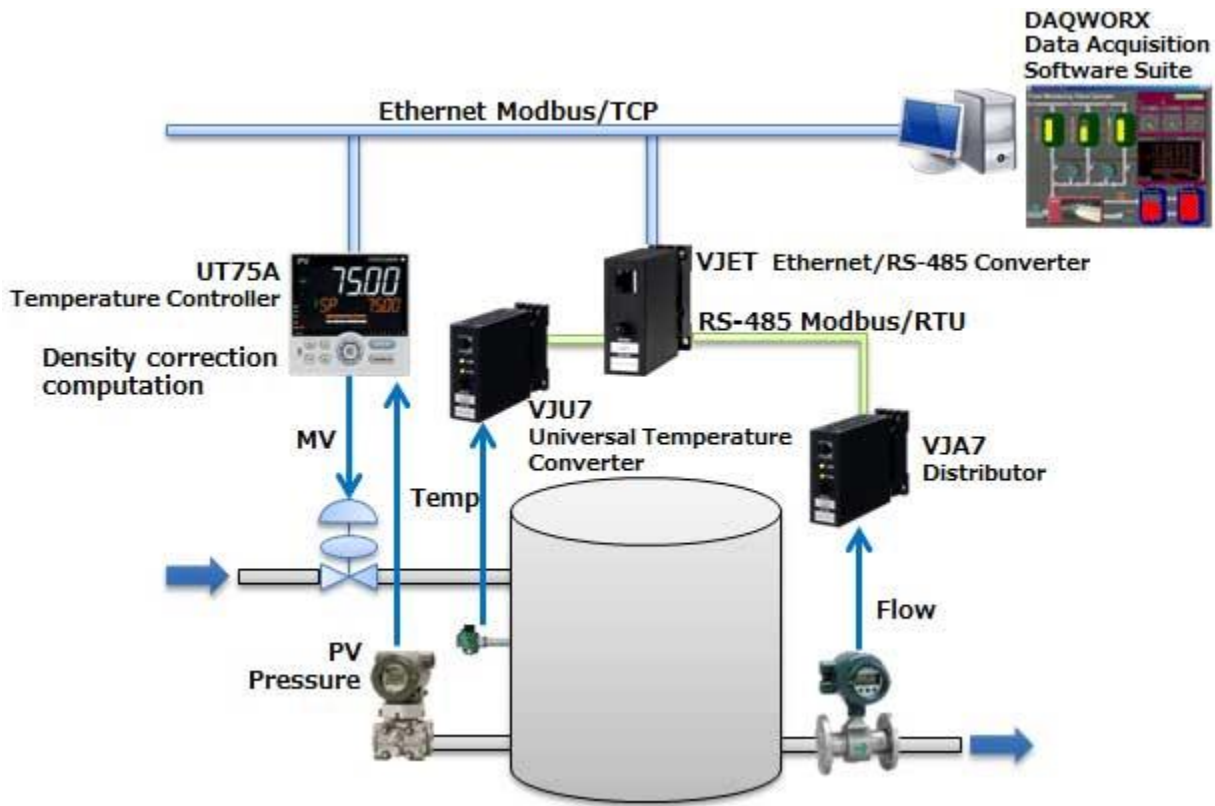 DAQWORX
Data Acquisition
Software Suite
Ethernet Modbus/TCP
UT75A
Temperature Controller
PV
75.00
SP 75.00
VJET Ethernet/RS-485 Converter
RS-485 Modbus/RTU
Density correction
computation
VJU7
Universal Temperature
Converter
MV
VJA7
Distributor
Temp
Flow
PV
Pressure